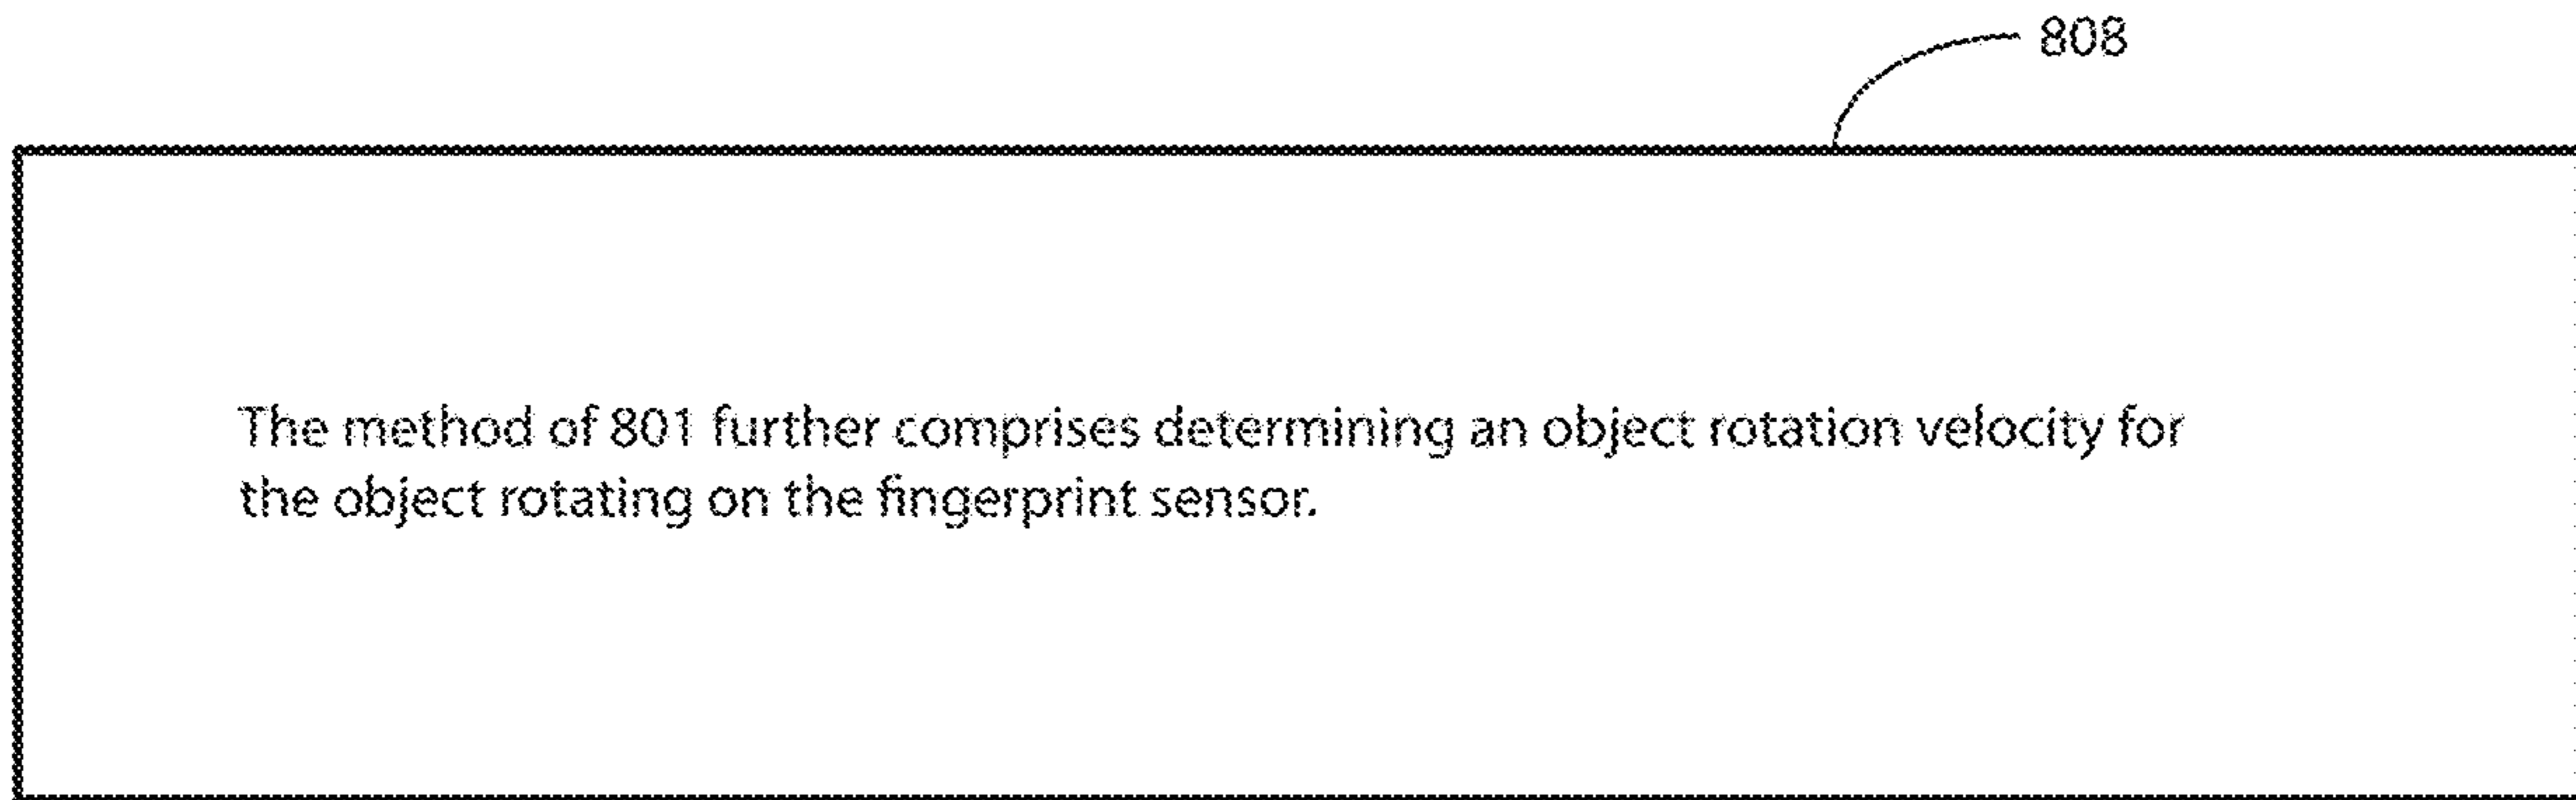 808
The method of 801 further comprises determining an object rotation velocity for
the object rotating on the fingerprint sensor.